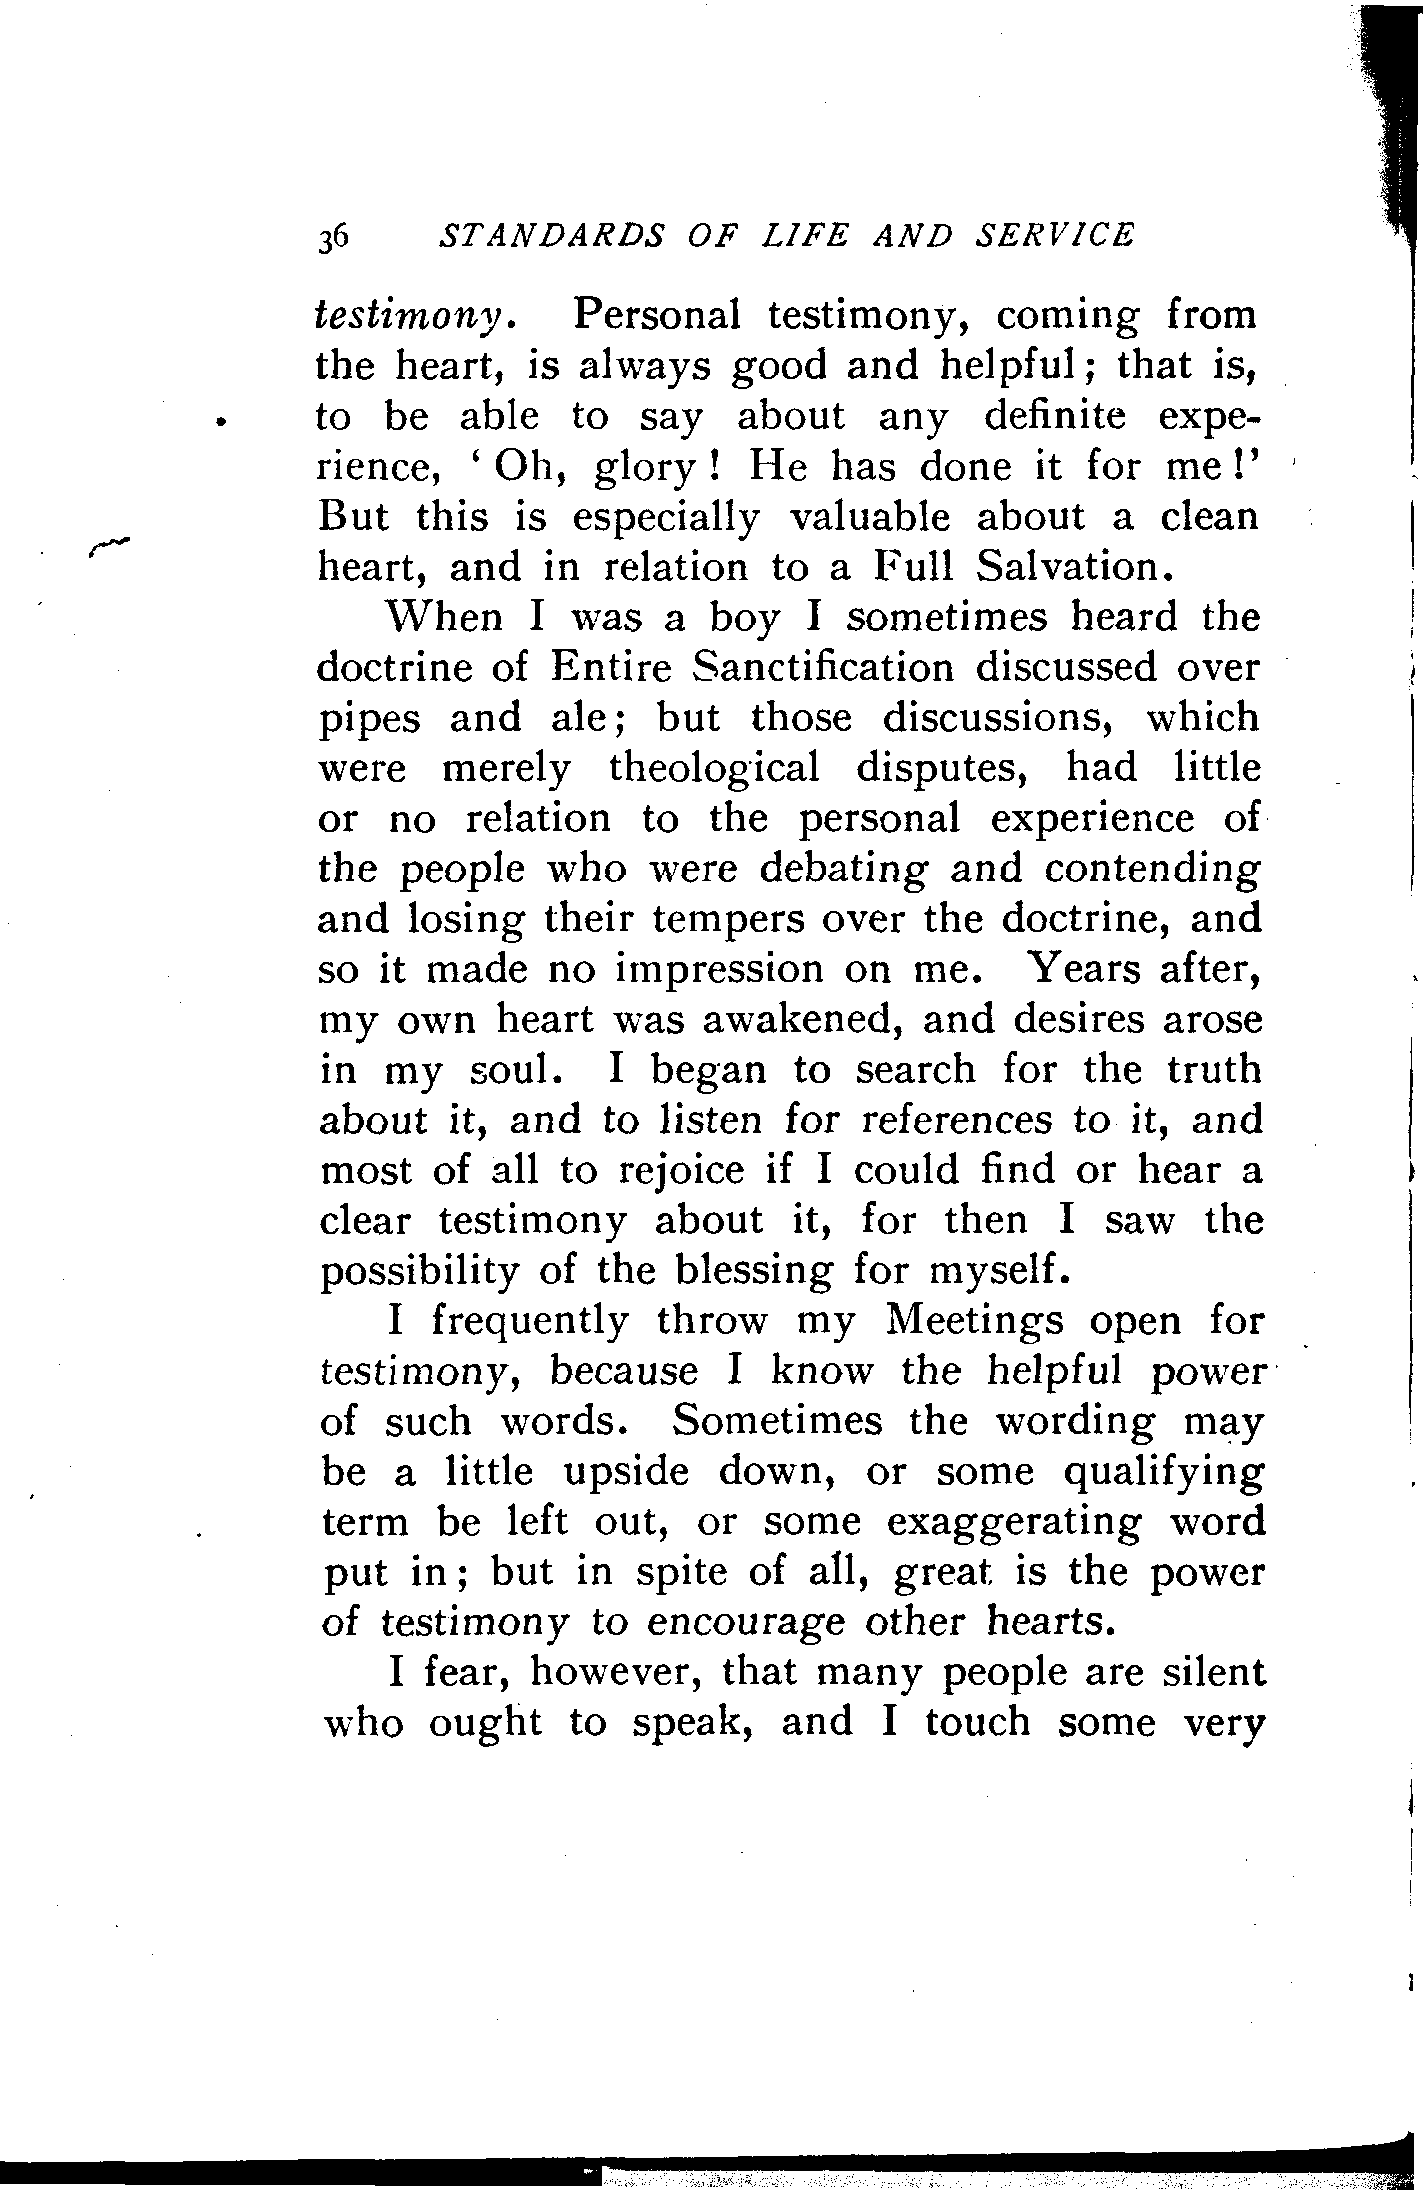 36 STANDARDS OF LIFE AND SERVICE
testimony. Personal testimony, coming from
the heart, is always good and helpful; that is,
to be able to say about any definite expe-
rience, ‘ Oh, glory! He has done it for me!’
But this is especially valuable about a clean
heart, and in relation to a Full Salvation.
When I was a boy I sometimes heard the
doctrine of Entire Sanctification discussed over
pipes and ale; but those discussions, which
were merely theological disputes, had little
or no relation to the personal experience of
the people who were debating and contending
and losing their tempers over the doctrine, and
so it made no impression on me. Years after,
my own heart was awakened, and desires arose
in my soul. I began to search for the truth
about it, and to listen for references to it, and
most of all to rejoice if I could find or hear a
clear testimony about it, for then I saw the
possibility of the blessing for myself.
I frequently throw my Meetings open for
testimony, because I know the helpful power
of such words. Sometimes the wording may
be a little upside down, or some qualifying
term be left out, or some exaggerating word
put in; but in spite of all, great is the power
of testimony to encourage other hearts.
I fear, however, that many people are silent
who ought to speak, and I touch some very